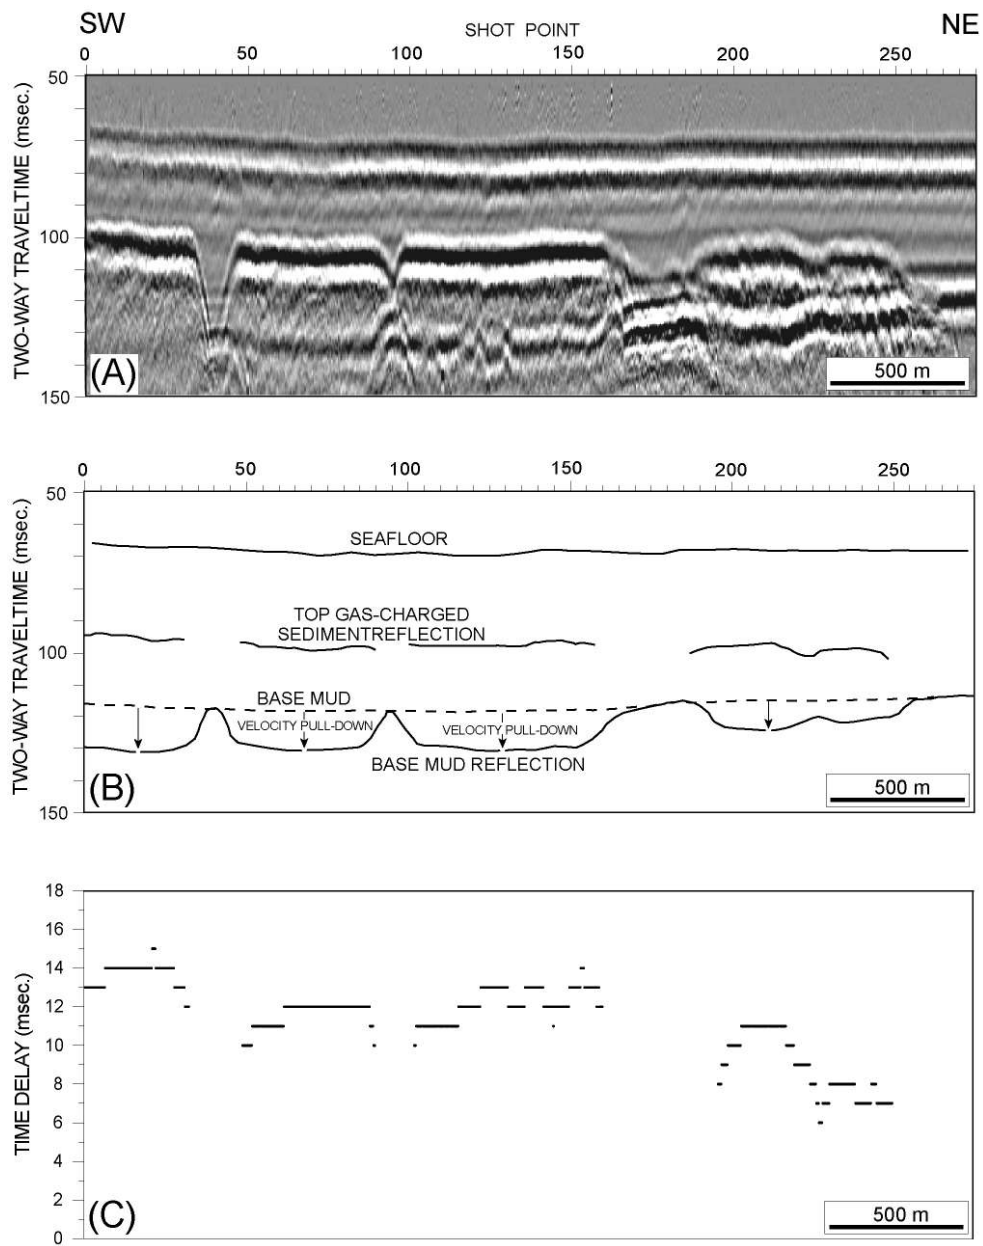 SW
NE
SHOT POINT
0 50 100 150 200 250
TWO-WAY TRAVELTIME (msec.)
50
100
150
(A)
500 m
0 50 100 150 200 250
TWO-WAY TRAVELTIME (msec.)
50
100
150
SEAFLOOR
TOP GAS-CHARGED
SEDIMENTREFLECTION
BASE MUD
VELOCITY PULL-DOWN
VELOCITY PULL-DOWN
BASE MUD REFLECTION
(B)
500 m
TIME DELAY (msec.)
18
16
14
12
10
8
6
4
2
0
(C)
500 m